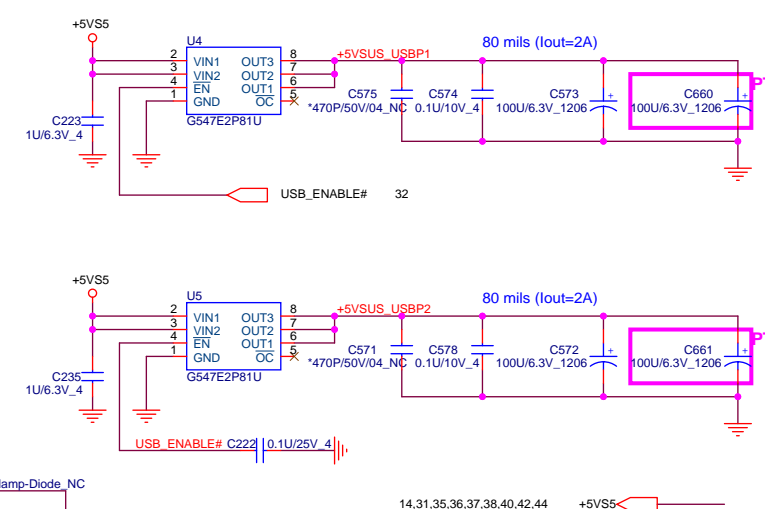 +5VS5
U4
80 mils (Iout=2A)
2 VIN1 OUT3 8 +5VSUS_USBP1
3 VIN2 OUT2 7
4 EN OUT1 6
1 GND OC 5
G547E2P81U
C223
1U/6.3V_4
C575
*470P/50V/04_NC
C574
0.1U/10V_4
C573
100U/6.3V_1206
+
C660
100U/6.3V_1206
+
USB_ENABLE# 32
+5VS5
U5
80 mils (Iout=2A)
2 VIN1 OUT3 8 +5VSUS_USBP2
3 VIN2 OUT2 7
4 EN OUT1 6
1 GND OC 5
G547E2P81U
C235
1U/6.3V_4
C571
*470P/50V/04_NC
C578
0.1U/10V_4
C572
100U/6.3V_1206
+
C661
100U/6.3V_1206
+
USB_ENABLE# C222 0.1U/25V_4
lamp-Diode_NC
14,31,35,36,37,38,40,42,44 +5VS5